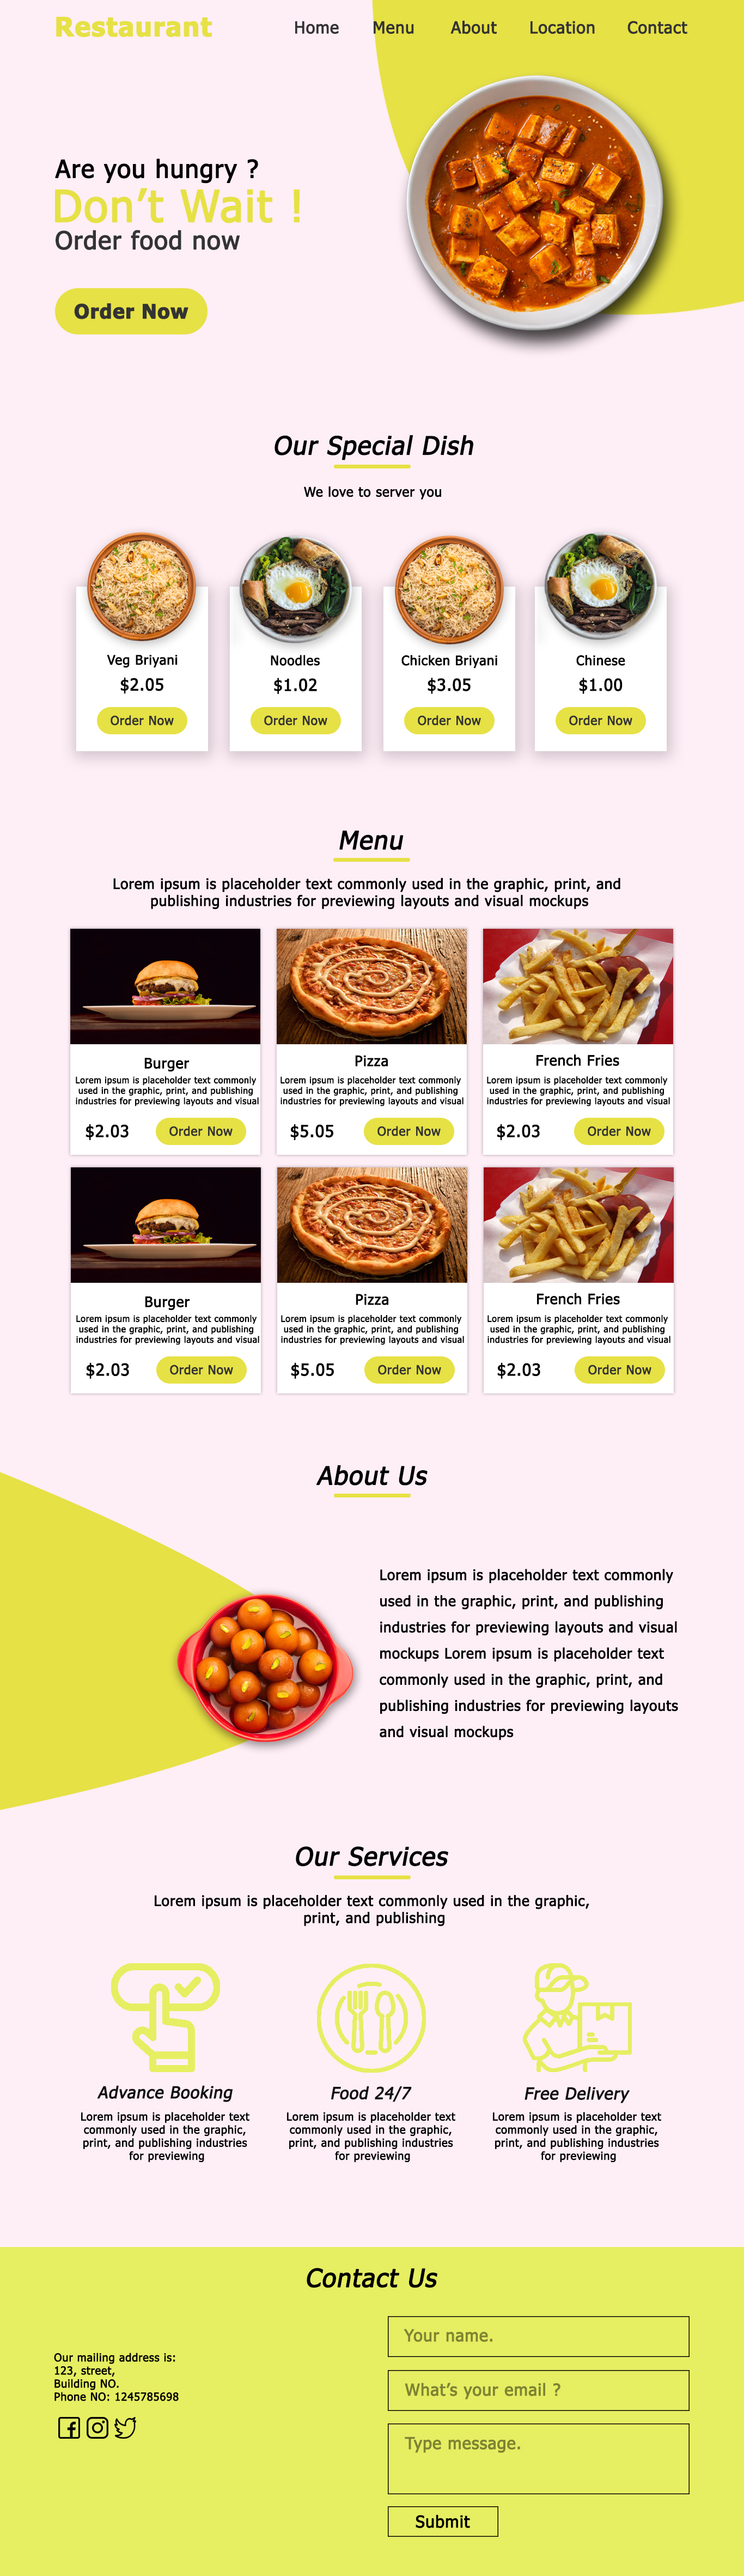 Restaurant
Home Menu About Location Contact
Are you hungry ?
Don't Wait !
Order food now
Order Now
Our Special Dish
We love to server you
Veg Briyani
$2.05
Order Now
Noodles
$1.02
Order Now
Chicken Briyani
$3.05
Order Now
Chinese
$1.00
Order Now
Menu
Lorem ipsum is placeholder text commonly used in the graphic, print, and
publishing industries for previewing layouts and visual mockups
Burger
Lorem ipsum is placeholder text commonly
used in the graphic, print, and publishing
industries for previewing layouts and visual
$2.03 Order Now
Pizza
Lorem ipsum is placeholder text commonly
used in the graphic, print, and publishing
industries for previewing layouts and visual
$5.05 Order Now
French Fries
Lorem ipsum is placeholder text commonly
used in the graphic, print, and publishing
industries for previewing layouts and visual
$2.03 Order Now
Burger
Lorem ipsum is placeholder text commonly
used in the graphic, print, and publishing
industries for previewing layouts and visual
$2.03 Order Now
Pizza
Lorem ipsum is placeholder text commonly
used in the graphic, print, and publishing
industries for previewing layouts and visual
$5.05 Order Now
French Fries
Lorem ipsum is placeholder text commonly
used in the graphic, print, and publishing
industries for previewing layouts and visual
$2.03 Order Now
About Us
Lorem ipsum is placeholder text commonly
used in the graphic, print, and publishing
industries for previewing layouts and visual
mockups Lorem ipsum is placeholder text
commonly used in the graphic, print, and
publishing industries for previewing layouts
and visual mockups
Our Services
Lorem ipsum is placeholder text commonly used in the graphic,
print, and publishing
Advance Booking
Lorem ipsum is placeholder text
commonly used in the graphic,
print, and publishing industries
for previewing
Food 24/7
Lorem ipsum is placeholder text
commonly used in the graphic,
print, and publishing industries
for previewing
Free Delivery
Lorem ipsum is placeholder text
commonly used in the graphic,
print, and publishing industries
for previewing
Contact Us
Our mailing address is:
123, street,
Building NO.
Phone NO: 1245785698
Your name.
What's your email ?
Type message.
Submit